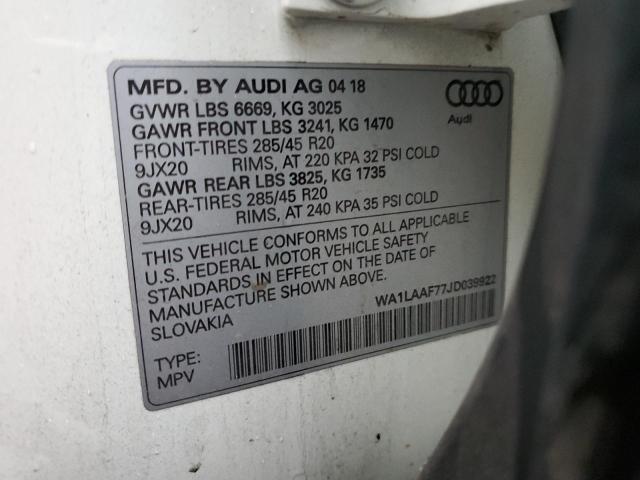 MFD. BY AUDI AG 04 18
GVWR LBS 6669, KG 3025
GAWR FRONT LBS 3241, KG 1470
FRONT-TIRES 285/45 R20
9JX20 RIMS, AT 220 KPA 32 PSI COLD
GAWR REAR LBS 3825, KG 1735
REAR-TIRES 285/45 R20
9JX20 RIMS, AT 240 KPA 35 PSI COLD
Audi
THIS VEHICLE CONFORMS TO ALL APPLICABLE
U.S. FEDERAL MOTOR VEHICLE SAFETY
STANDARDS IN EFFECT ON THE DATE OF
MANUFACTURE SHOWN ABOVE.
SLOVAKIA
WA1LAAF77JD039922
TYPE:
MPV